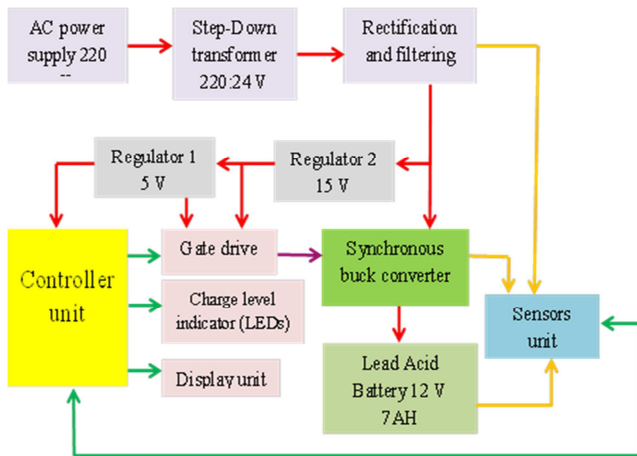 AC power
supply 220
--
Step-Down
transformer
220:24 V
Rectification
and filtering
Regulator 1
5 V
Regulator 2
15 V
Controller
unit
Gate drive
Synchronous
buck converter
Charge level
indicator (LEDs)
Sensors
unit
Display unit
Lead Acid
Battery 12 V
7AH